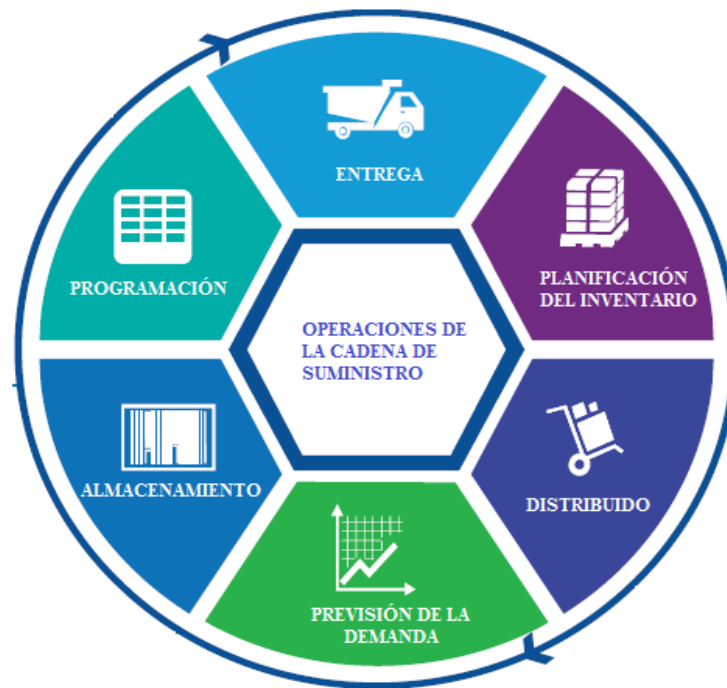 ENTREGA
PLANIFICACIÓN
DEL INVENTARIO
DISTRIBUIDO
PREVISIÓN DE LA
DEMANDA
ALMACENAMIENTO
PROGRAMACIÓN
OPERACIONES DE
LA CADENA DE
SUMINISTRO